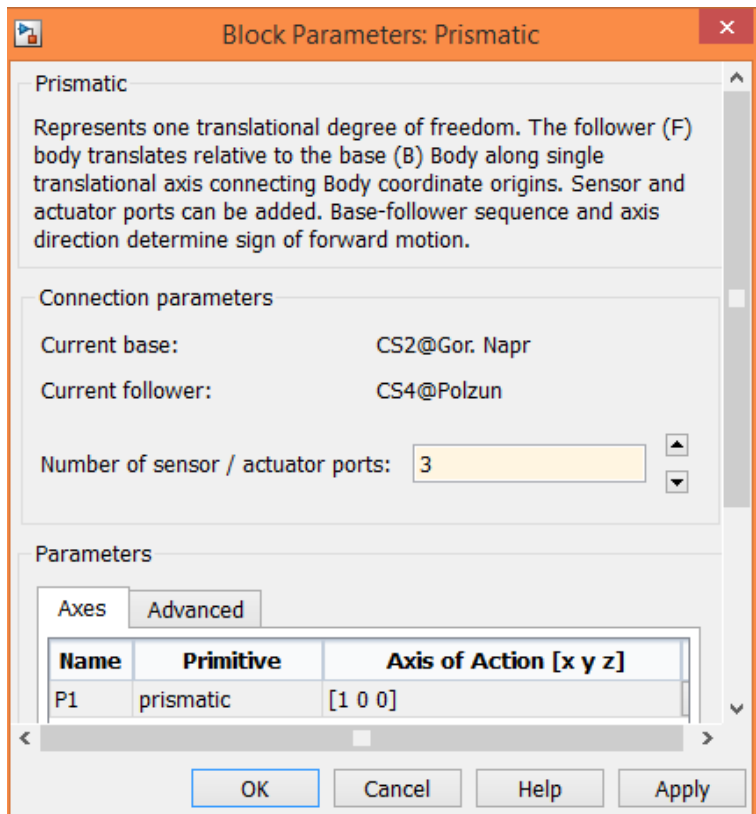 Block Parameters: Prismatic
Prismatic
Represents one translational degree of freedom. The follower (F)
body translates relative to the base (B) Body along single
translational axis connecting Body coordinate origins. Sensor and
actuator ports can be added. Base-follower sequence and axis
direction determine sign of forward motion.
Connection parameters
Current base: CS2@Gor. Napr
Current follower: CS4@Polzun
Number of sensor / actuator ports: 3
Parameters
Axes Advanced
Name Primitive Axis of Action [x y z]
P1 prismatic [1 0 0]
OK Cancel Help Apply